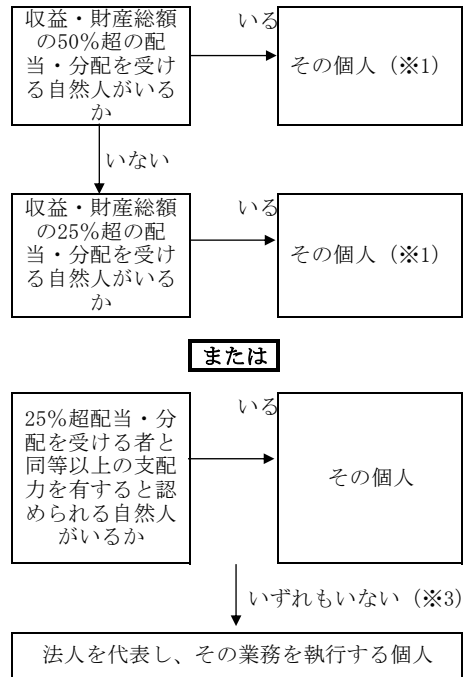 収益・財産総額
の50％超の配
当・分配を受け
る自然人がいる
か
いる
その個人（※1）
いない
収益・財産総額
の25％超の配
当・分配を受け
る自然人がいる
か
いる
その個人（※1）
または
25％超配当・分
配を受ける者と
同等以上の支配
力を有すると認
められる自然人
がいるか
いる
その個人
いずれもいない（※3）
法人を代表し、その業務を執行する個人